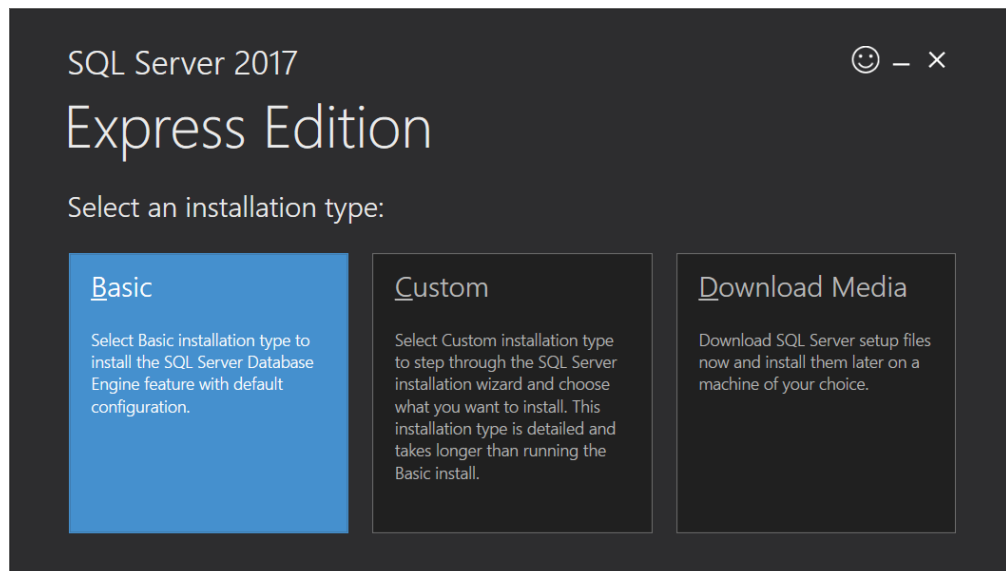 SQL Server 2017
Express Edition
Select an installation type:
Basic
Select Basic installation type to
install the SQL Server Database
Engine feature with default
configuration.
Custom
Select Custom installation type
to step through the SQL Server
installation wizard and choose
what you want to install. This
installation type is detailed and
takes longer than running the
Basic install.
Download Media
Download SQL Server setup files
now and install them later on a
machine of your choice.